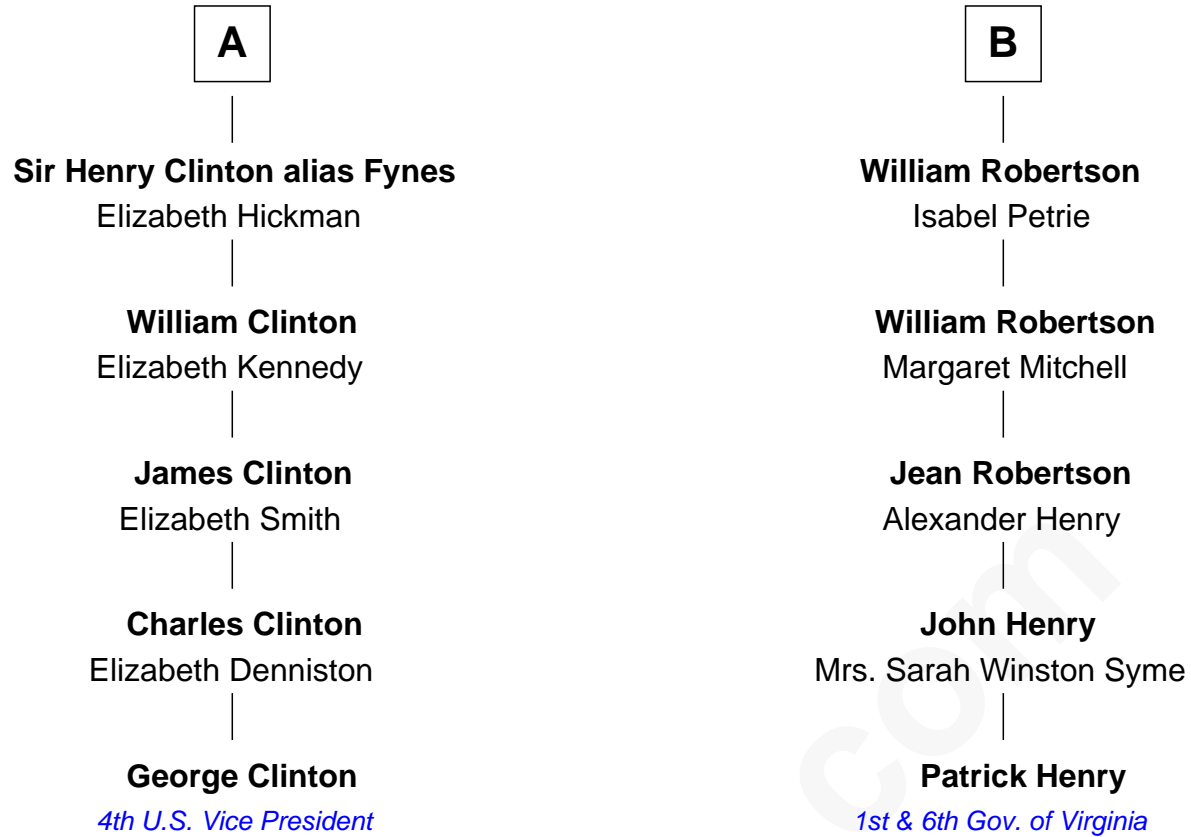 A
Sir Henry Clinton alias Fynes
Elizabeth Hickman
William Clinton
Elizabeth Kennedy
James Clinton
Elizabeth Smith
Charles Clinton
Elizabeth Denniston
George Clinton
4th U.S. Vice President
B
William Robertson
Isabel Petrie
William Robertson
Margaret Mitchell
Jean Robertson
Alexander Henry
John Henry
Mrs. Sarah Winston Syme
Patrick Henry
1st & 6th Gov. of Virginia
com